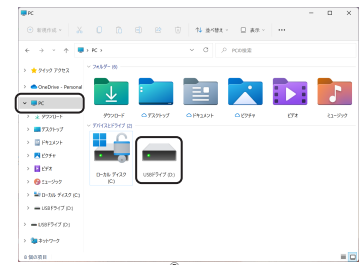 PC
新規作成
並べ替え
表示
PC
PCの検索
クイック アクセス
OneDrive - Personal
PC
ダウンロード
デスクトップ
ドキュメント
ピクチャ
ビデオ
ミュージック
ローカル ディスク (C:)
USBドライブ (D:)
USBドライブ (D:)
ネットワーク
フォルダー (6)
ダウンロード
デスクトップ
ドキュメント
ピクチャ
ビデオ
ミュージック
デバイスとドライブ (2)
ローカル ディスク
(C:)
USBドライブ (D:)
8 個の項目